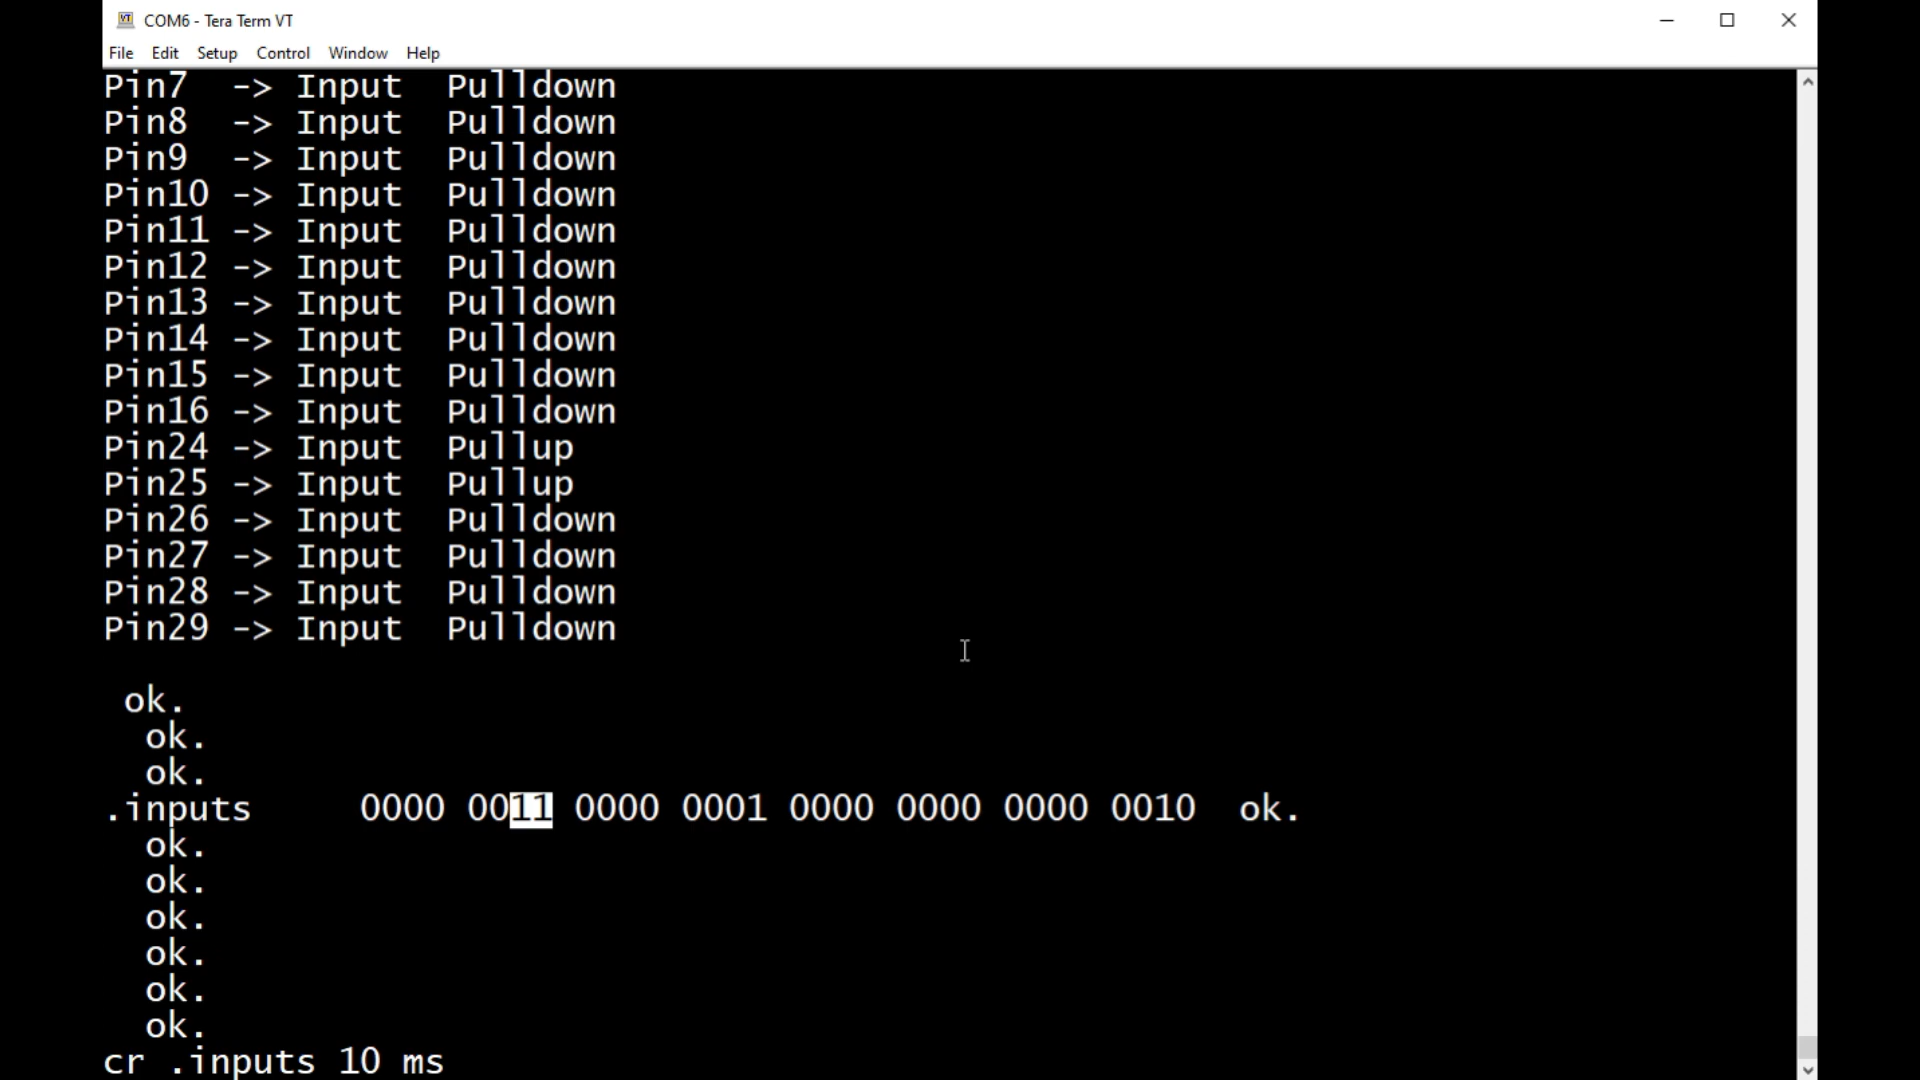 COM6 - Tera Term VT
File Edit Setup Control Window Help
Pin7 -> Input Pulldown
Pin8 -> Input Pulldown
Pin9 -> Input Pulldown
Pin10 -> Input Pulldown
Pin11 -> Input Pulldown
Pin12 -> Input Pulldown
Pin13 -> Input Pulldown
Pin14 -> Input Pulldown
Pin15 -> Input Pulldown
Pin16 -> Input Pulldown
Pin24 -> Input Pullup
Pin25 -> Input Pullup
Pin26 -> Input Pulldown
Pin27 -> Input Pulldown
Pin28 -> Input Pulldown
Pin29 -> Input Pulldown
ok.
ok.
ok.
.inputs 0000 0011 0000 0001 0000 0000 0000 0010 ok.
ok.
ok.
ok.
ok.
ok.
ok.
cr .inputs 10 ms